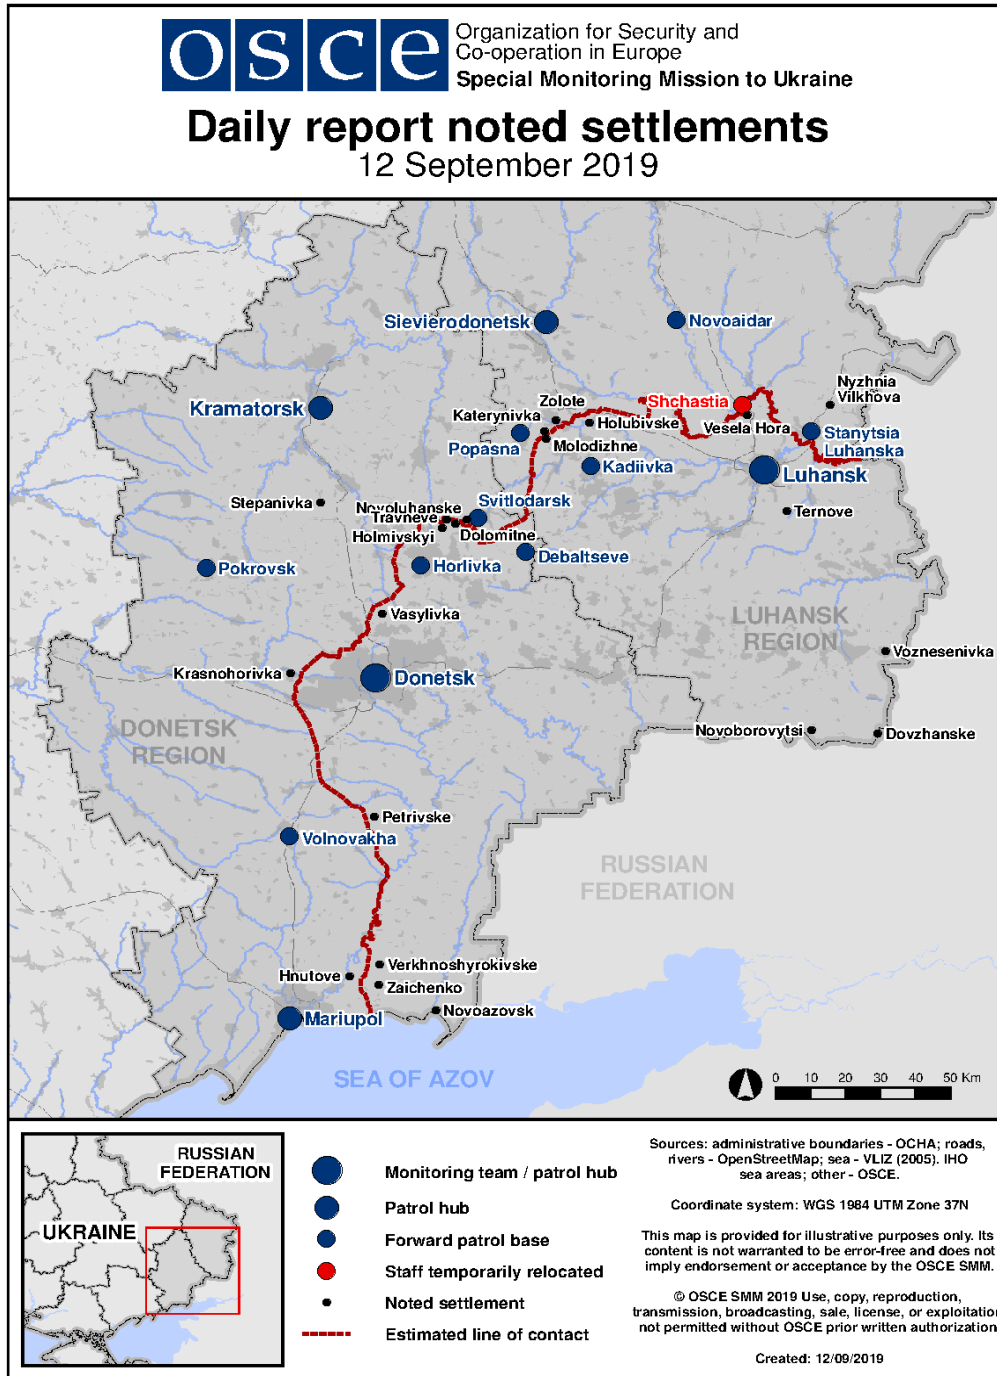 osce
Organization for Security and
Co-operation in Europe
Special Monitoring Mission to Ukraine
Daily report noted settlements
12 September 2019
Sievierodonetsk
Novoaidar
Nyzhnia
Vilkhova
Kramatorsk
Shchastia
Zolote
Katerynivka
Holubivske
Vesela Hora
Stanytsia
Luhanska
Popasna
Molodizhne
Kadiivka
Luhansk
Stepanivka
Novoluhanske
Svitlodarsk
Travneve
Ternove
Holmivskyi
Dolomitne
Debaltseve
Pokrovsk
Horlivka
Vasylivka
LUHANSK
REGION
Voznesenivka
Krasnohorivka
Donetsk
DONETSK
REGION
Novoborovytsi
Dovzhanske
Petrivske
Volnovakha
RUSSIAN
FEDERATION
Verkhnoshyrokivske
Hnutove
Zaichenko
Novoazovsk
Mariupol
SEA OF AZOV
0 10 20 30 40 50 Km
RUSSIAN
FEDERATION
UKRAINE
Monitoring team / patrol hub
Patrol hub
Forward patrol base
Staff temporarily relocated
Noted settlement
Estimated line of contact
Sources: administrative boundaries - OCHA; roads,
rivers - OpenStreetMap; sea - VLIZ (2005). IHO
sea areas; other - OSCE.
Coordinate system: WGS 1984 UTM Zone 37N
This map is provided for illustrative purposes only. Its
content is not warranted to be error-free and does not
imply endorsement or acceptance by the OSCE SMM.
© OSCE SMM 2019 Use, copy, reproduction,
transmission, broadcasting, sale, license, or exploitation
not permitted without OSCE prior written authorization
Created: 12/09/2019